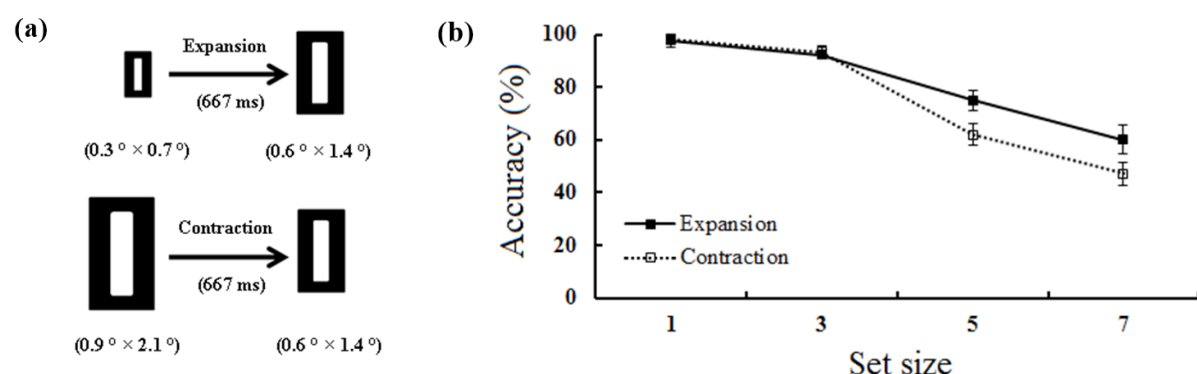 (a)
Expansion
(667 ms)
(0.3 ° × 0.7 °)
(0.6 ° × 1.4 °)
Contraction
(667 ms)
(0.9 ° × 2.1 °)
(0.6 ° × 1.4 °)
(b)
Accuracy (%)
100
80
60
40
20
0
Expansion
Contraction
1 3 5 7
Set size